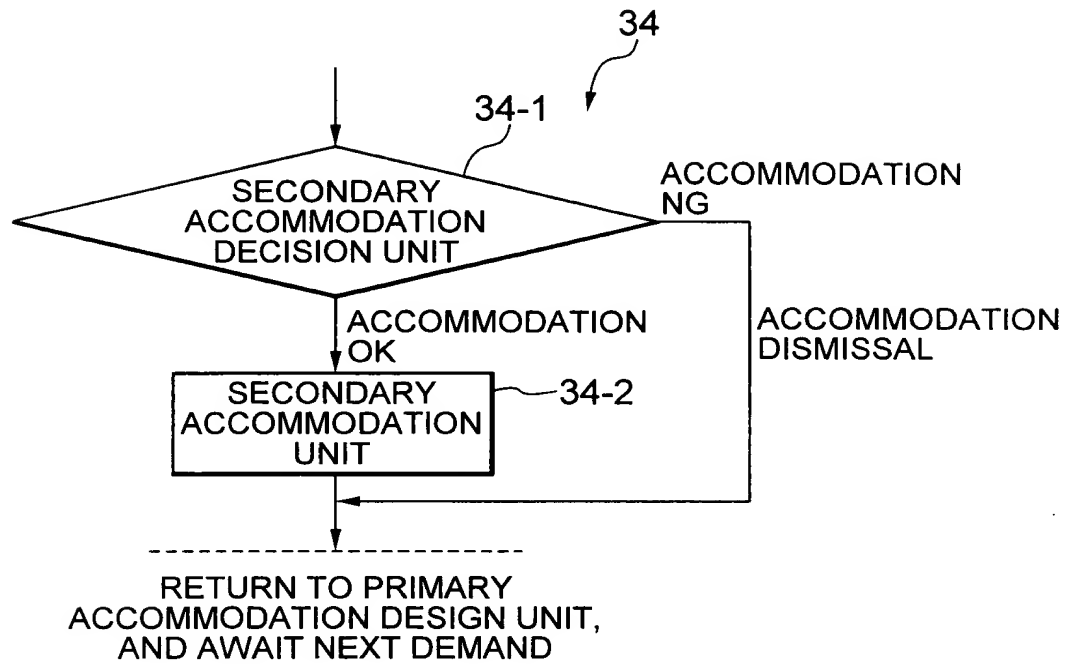 34
34-1
SECONDARY
ACCOMMODATION
DECISION UNIT
ACCOMMODATION
NG
ACCOMMODATION
OK
ACCOMMODATION
DISMISSAL
SECONDARY
ACCOMMODATION
UNIT
34-2
RETURN TO PRIMARY
ACCOMMODATION DESIGN UNIT,
AND AWAIT NEXT DEMAND